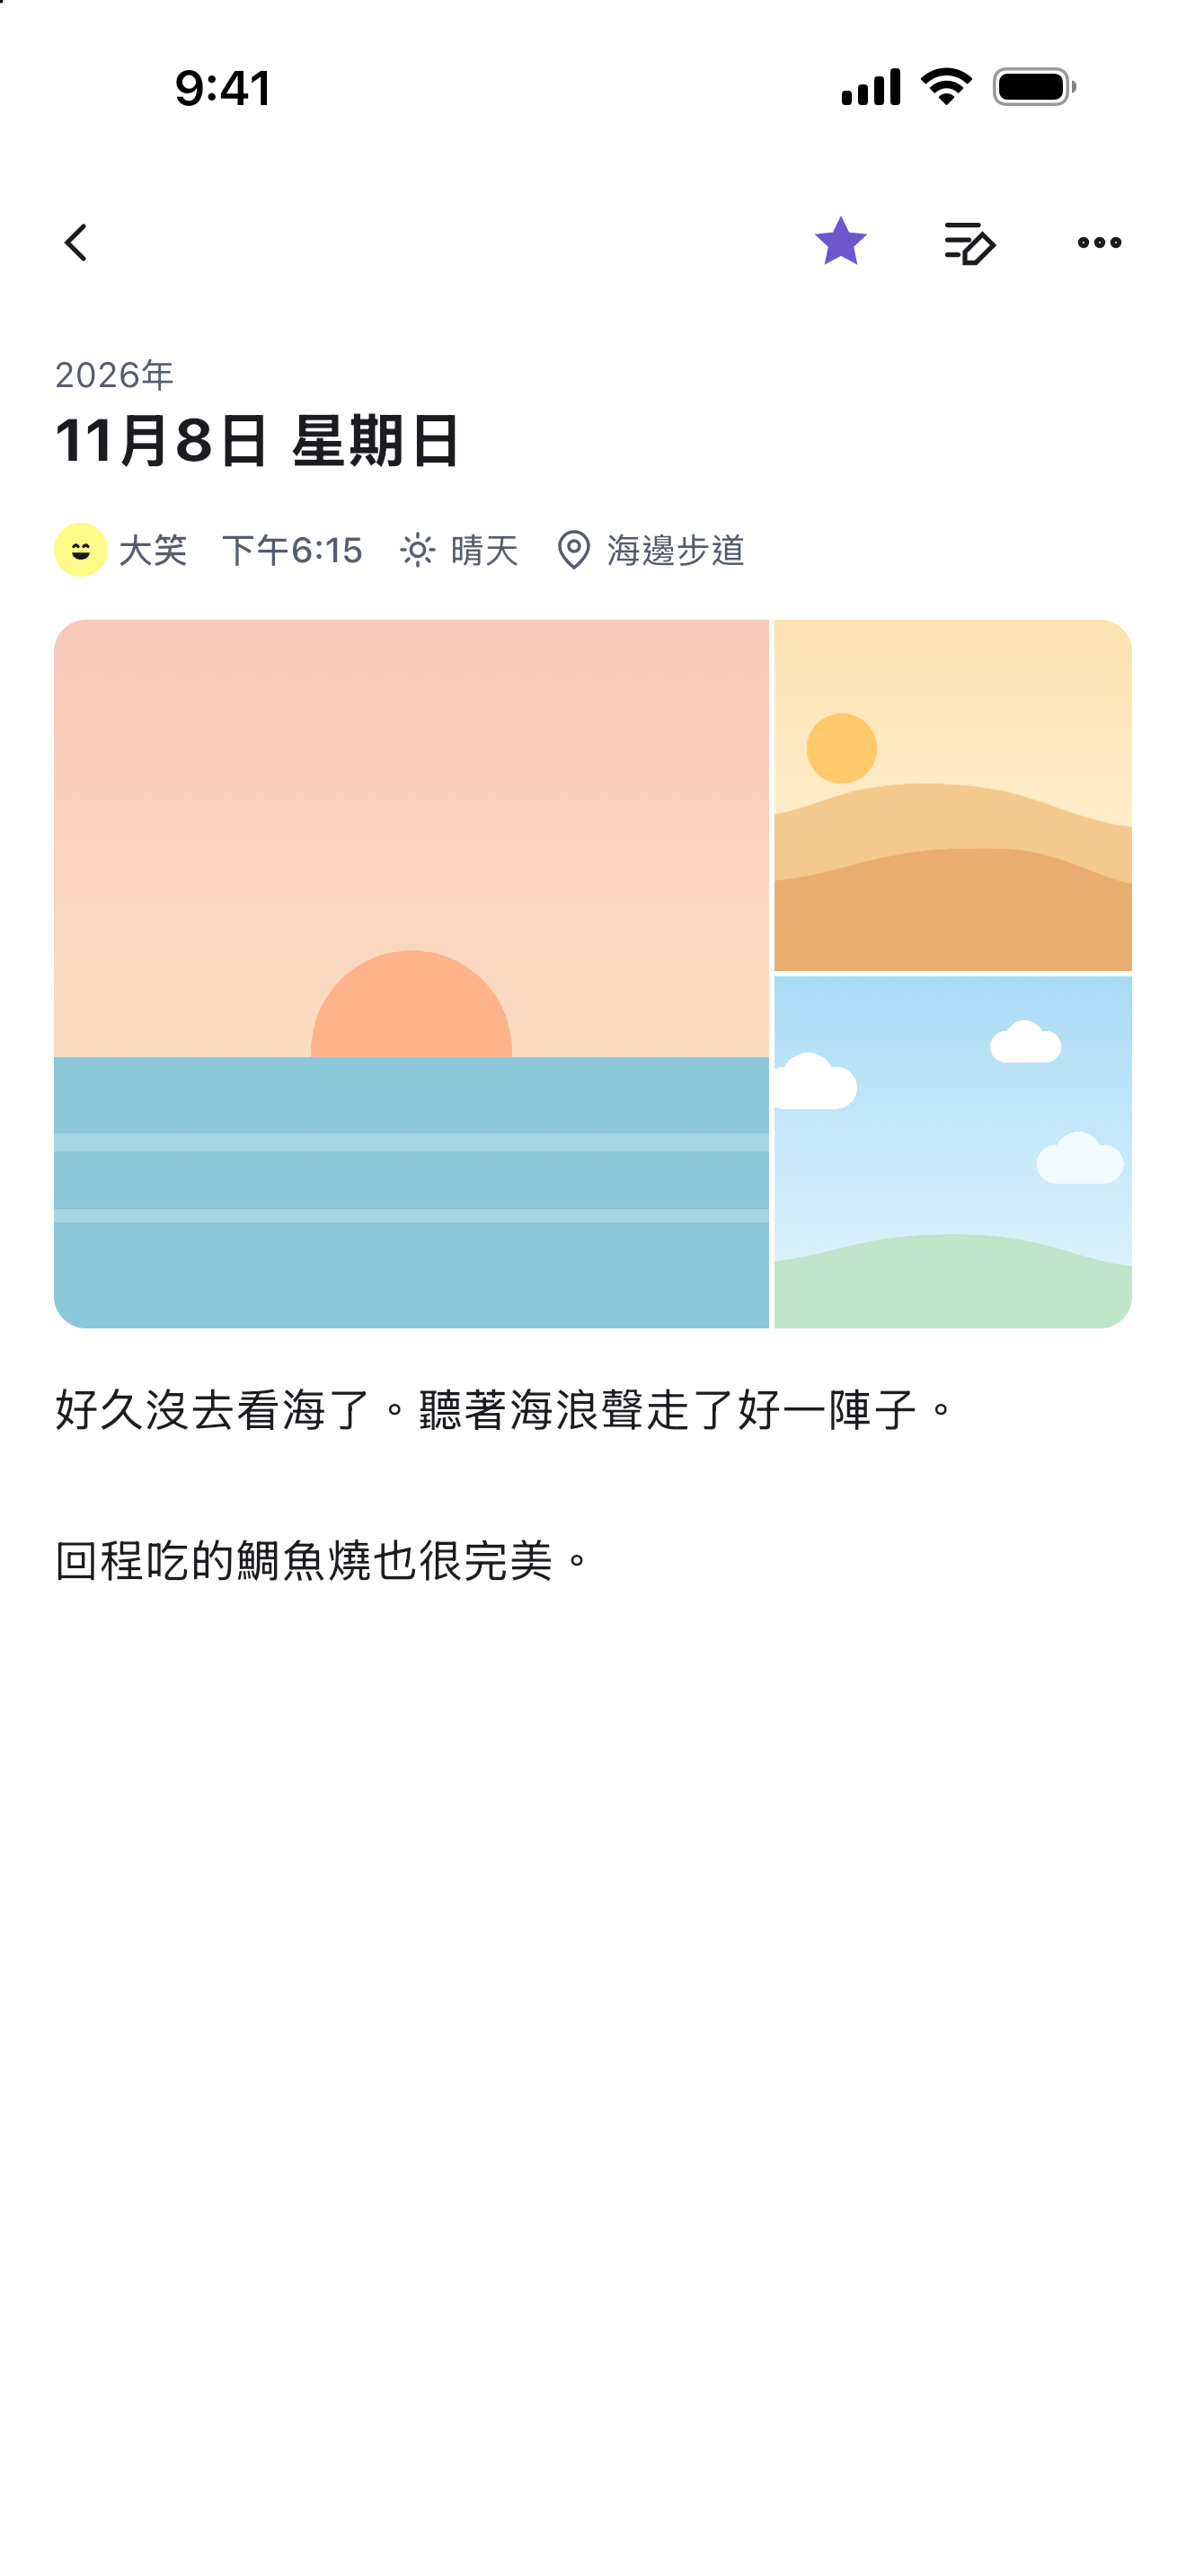 9:41
2026年
11月8日 星期日
大笑 下午6:15 晴天 海邊步道
好久沒去看海了。聽著海浪聲走了好一陣子。
回程吃的鯛魚燒也很完美。